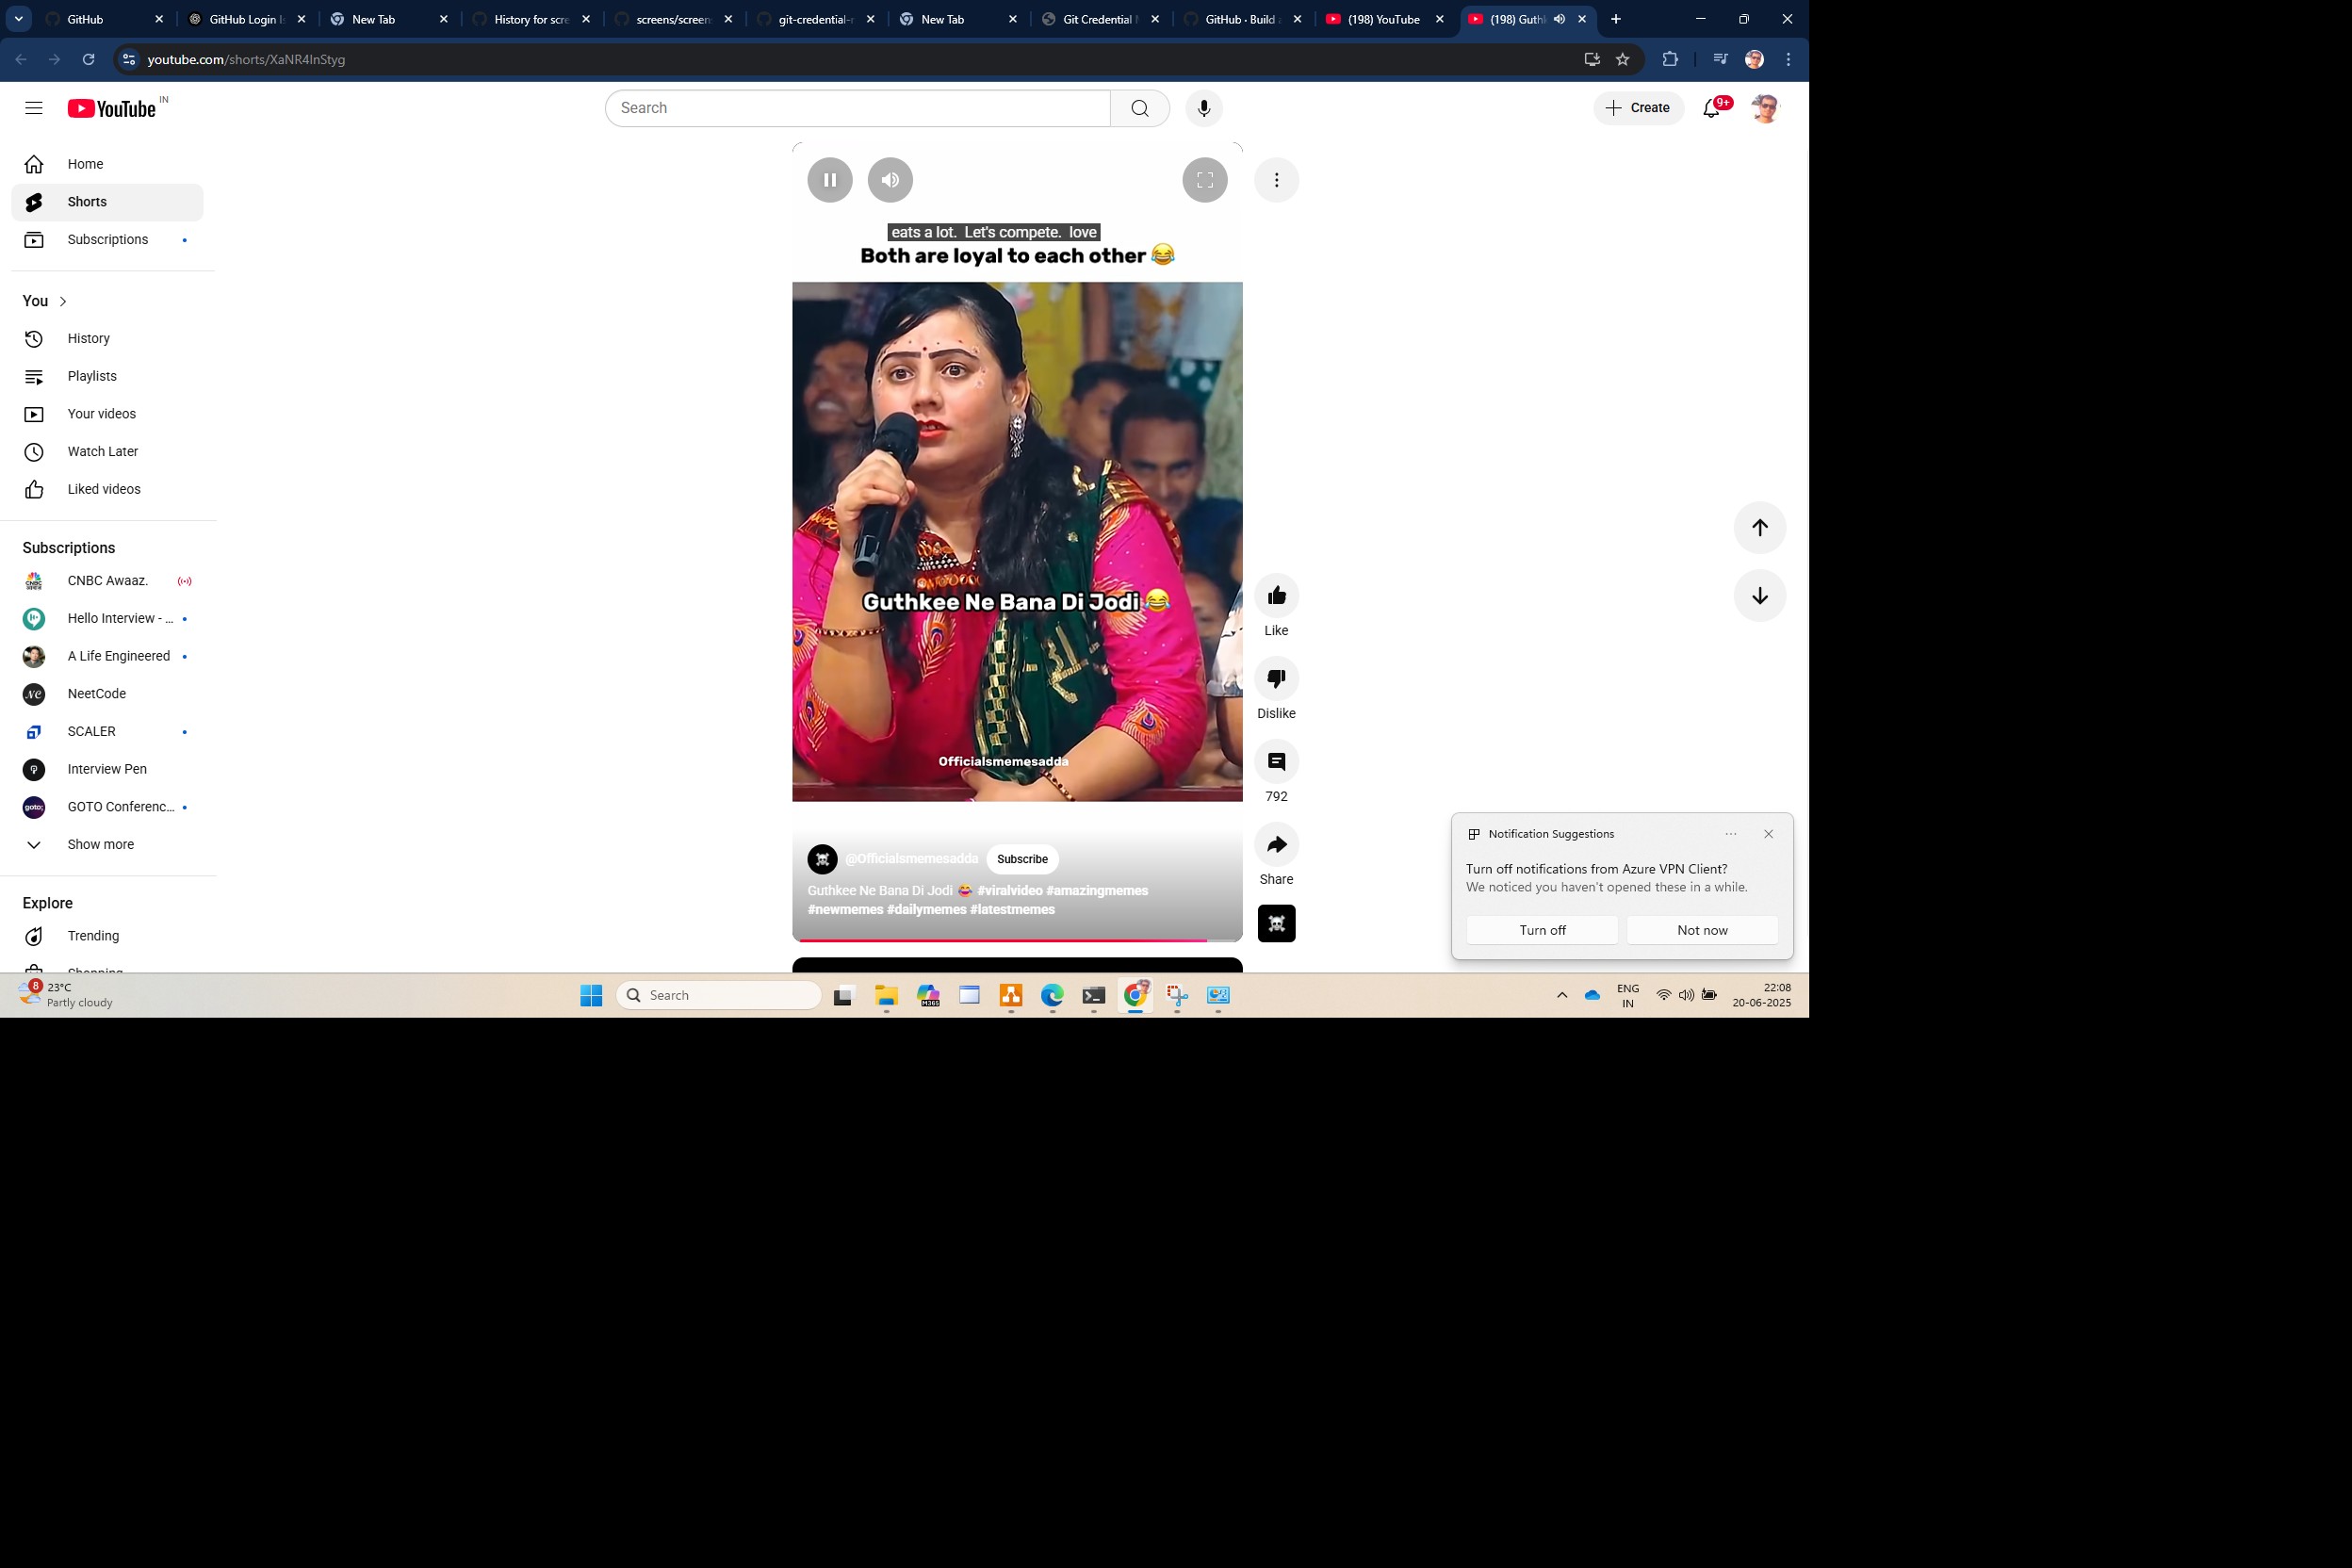 GitHub
GitHub Login
New Tab
History for scre
screens/screen
git-credential-
New Tab
Git Credential
GitHub · Build
(198) YouTube
(198) Guth
youtube.com/shorts/XaNR4InStyg
YouTube IN
Search
Create
9+
Home
Shorts
Subscriptions
You
History
Playlists
Your videos
Watch Later
Liked videos
Subscriptions
CNBC Awaaz.
Hello Interview - ...
A Life Engineered
NeetCode
SCALER
Interview Pen
GOTO Conferenc...
Show more
Explore
Trending
Shopping
eats a lot. Let's compete. love
Both are loyal to each other 😂
Guthkee Ne Bana Di Jodi 😂
Officialsmemesadda
@Officialsmemesadda
Subscribe
Guthkee Ne Bana Di Jodi 😂 #viralvideo #amazingmemes
#newmemes #dailymemes #latestmemes
Like
Dislike
792
Share
Notification Suggestions
Turn off notifications from Azure VPN Client?
We noticed you haven't opened these in a while.
Turn off
Not now
8
23°C
Partly cloudy
Search
M365
ENG
IN
22:08
20-06-2025